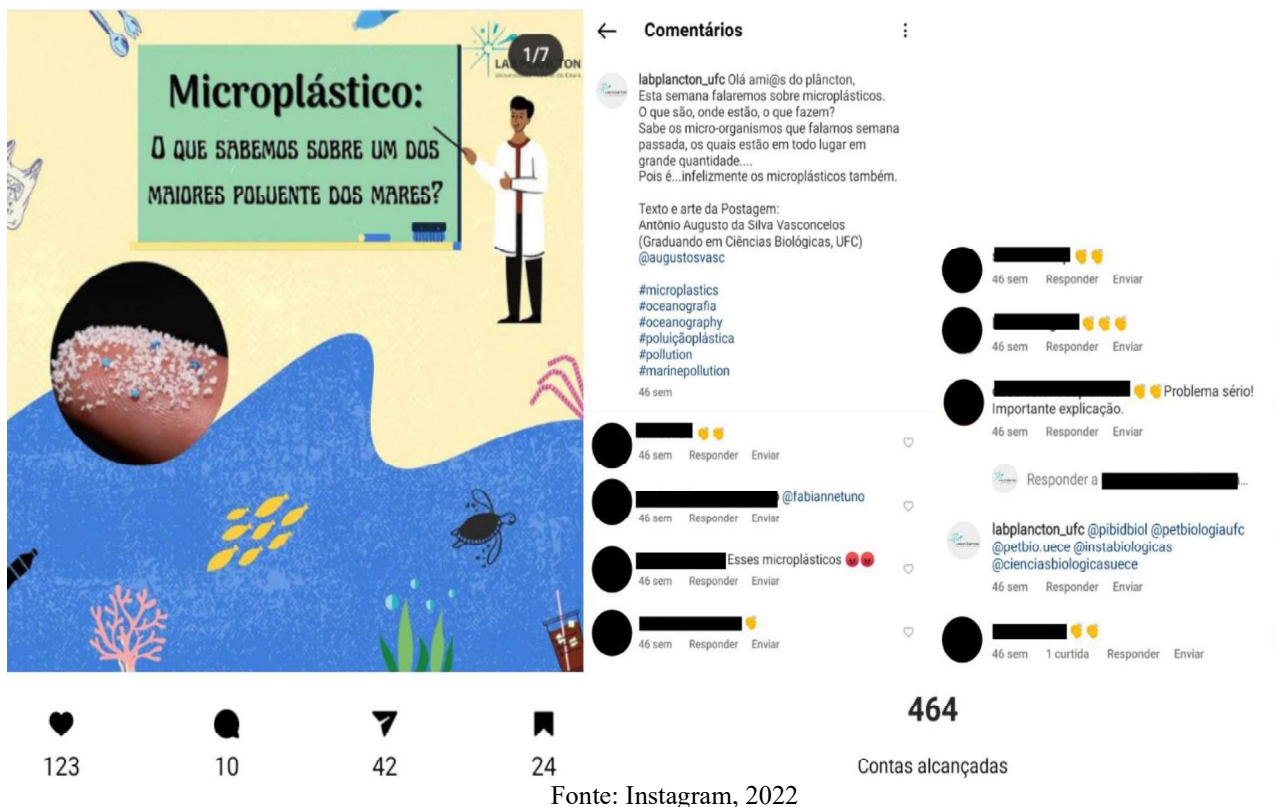 1/7
Microplástico:
O QUE SABEMOS SOBRE UM DOS
MAIORES POLUENTE DOS MARES?
← Comentários
labplancton_ufc Olá ami@s do plâncton,
Esta semana falaremos sobre microplásticos.
O que são, onde estão, o que fazem?
Sabe os micro-organismos que falamos semana
passada, os quais estão em todo lugar em
grande quantidade....
Pois é...infelizmente os microplásticos também.
Texto e arte da Postagem:
Antônio Augusto da Silva Vasconcelos
(Graduando em Ciências Biológicas, UFC)
@augustosvasc
#microplastics
#oceanografia
#oceanography
#poluiçãoplástica
#pollution
#marinepollution
46 sem
👏👏
46 sem Responder Enviar
@fabiannetuno
46 sem Responder Enviar
Esses microplásticos 😡😡
46 sem Responder Enviar
👏
46 sem Responder Enviar
👏👏
46 sem Responder Enviar
👏👏👏
46 sem Responder Enviar
👏👏Problema sério!
Importante explicação.
46 sem Responder Enviar
Responder a
labplancton_ufc @pibidbiol @petbiologiaufc
@petbio.uece @instabiologicas
@cienciasbiologicasuece
46 sem Responder Enviar
👏👏
46 sem 1 curtida Responder Enviar
123 10 42 24
464
Contas alcançadas
Fonte: Instagram, 2022